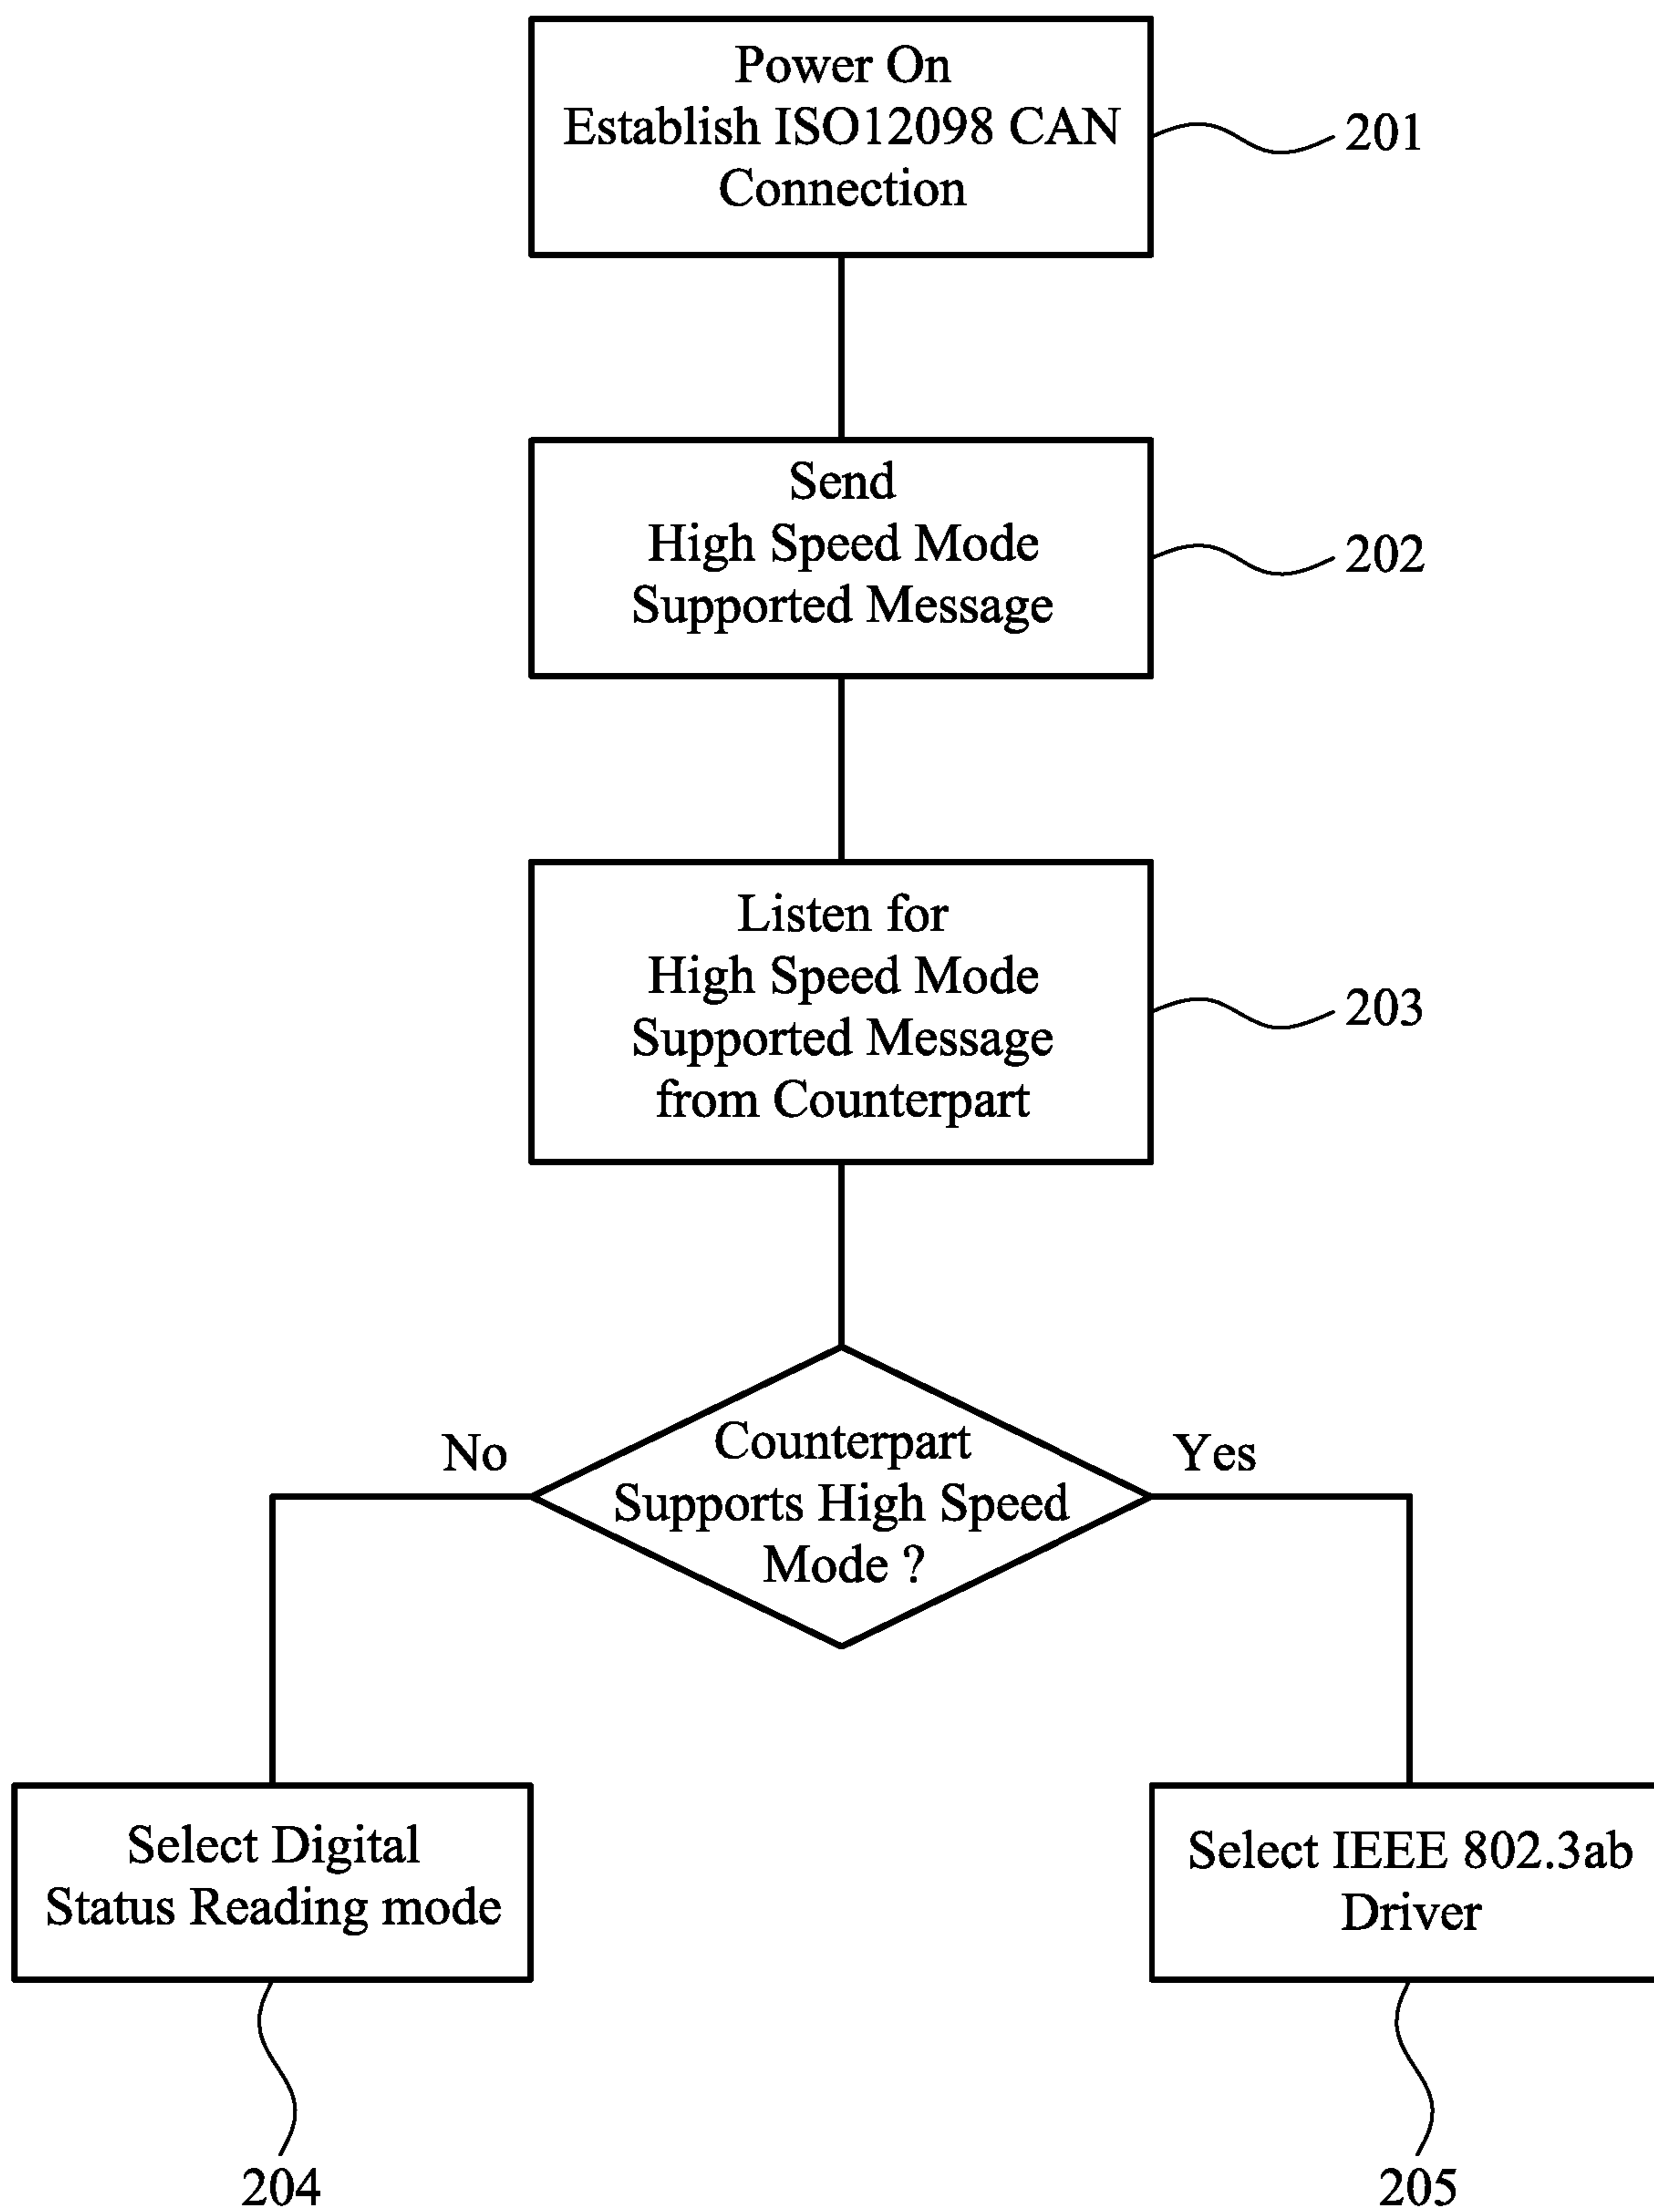 Power On
Establish ISO12098 CAN
Connection
201
Send
High Speed Mode
Supported Message
202
Listen for
High Speed Mode
Supported Message
from Counterpart
203
No
Counterpart
Supports High Speed
Mode ?
Yes
Select Digital
Status Reading mode
Select IEEE 802.3ab
Driver
204
205